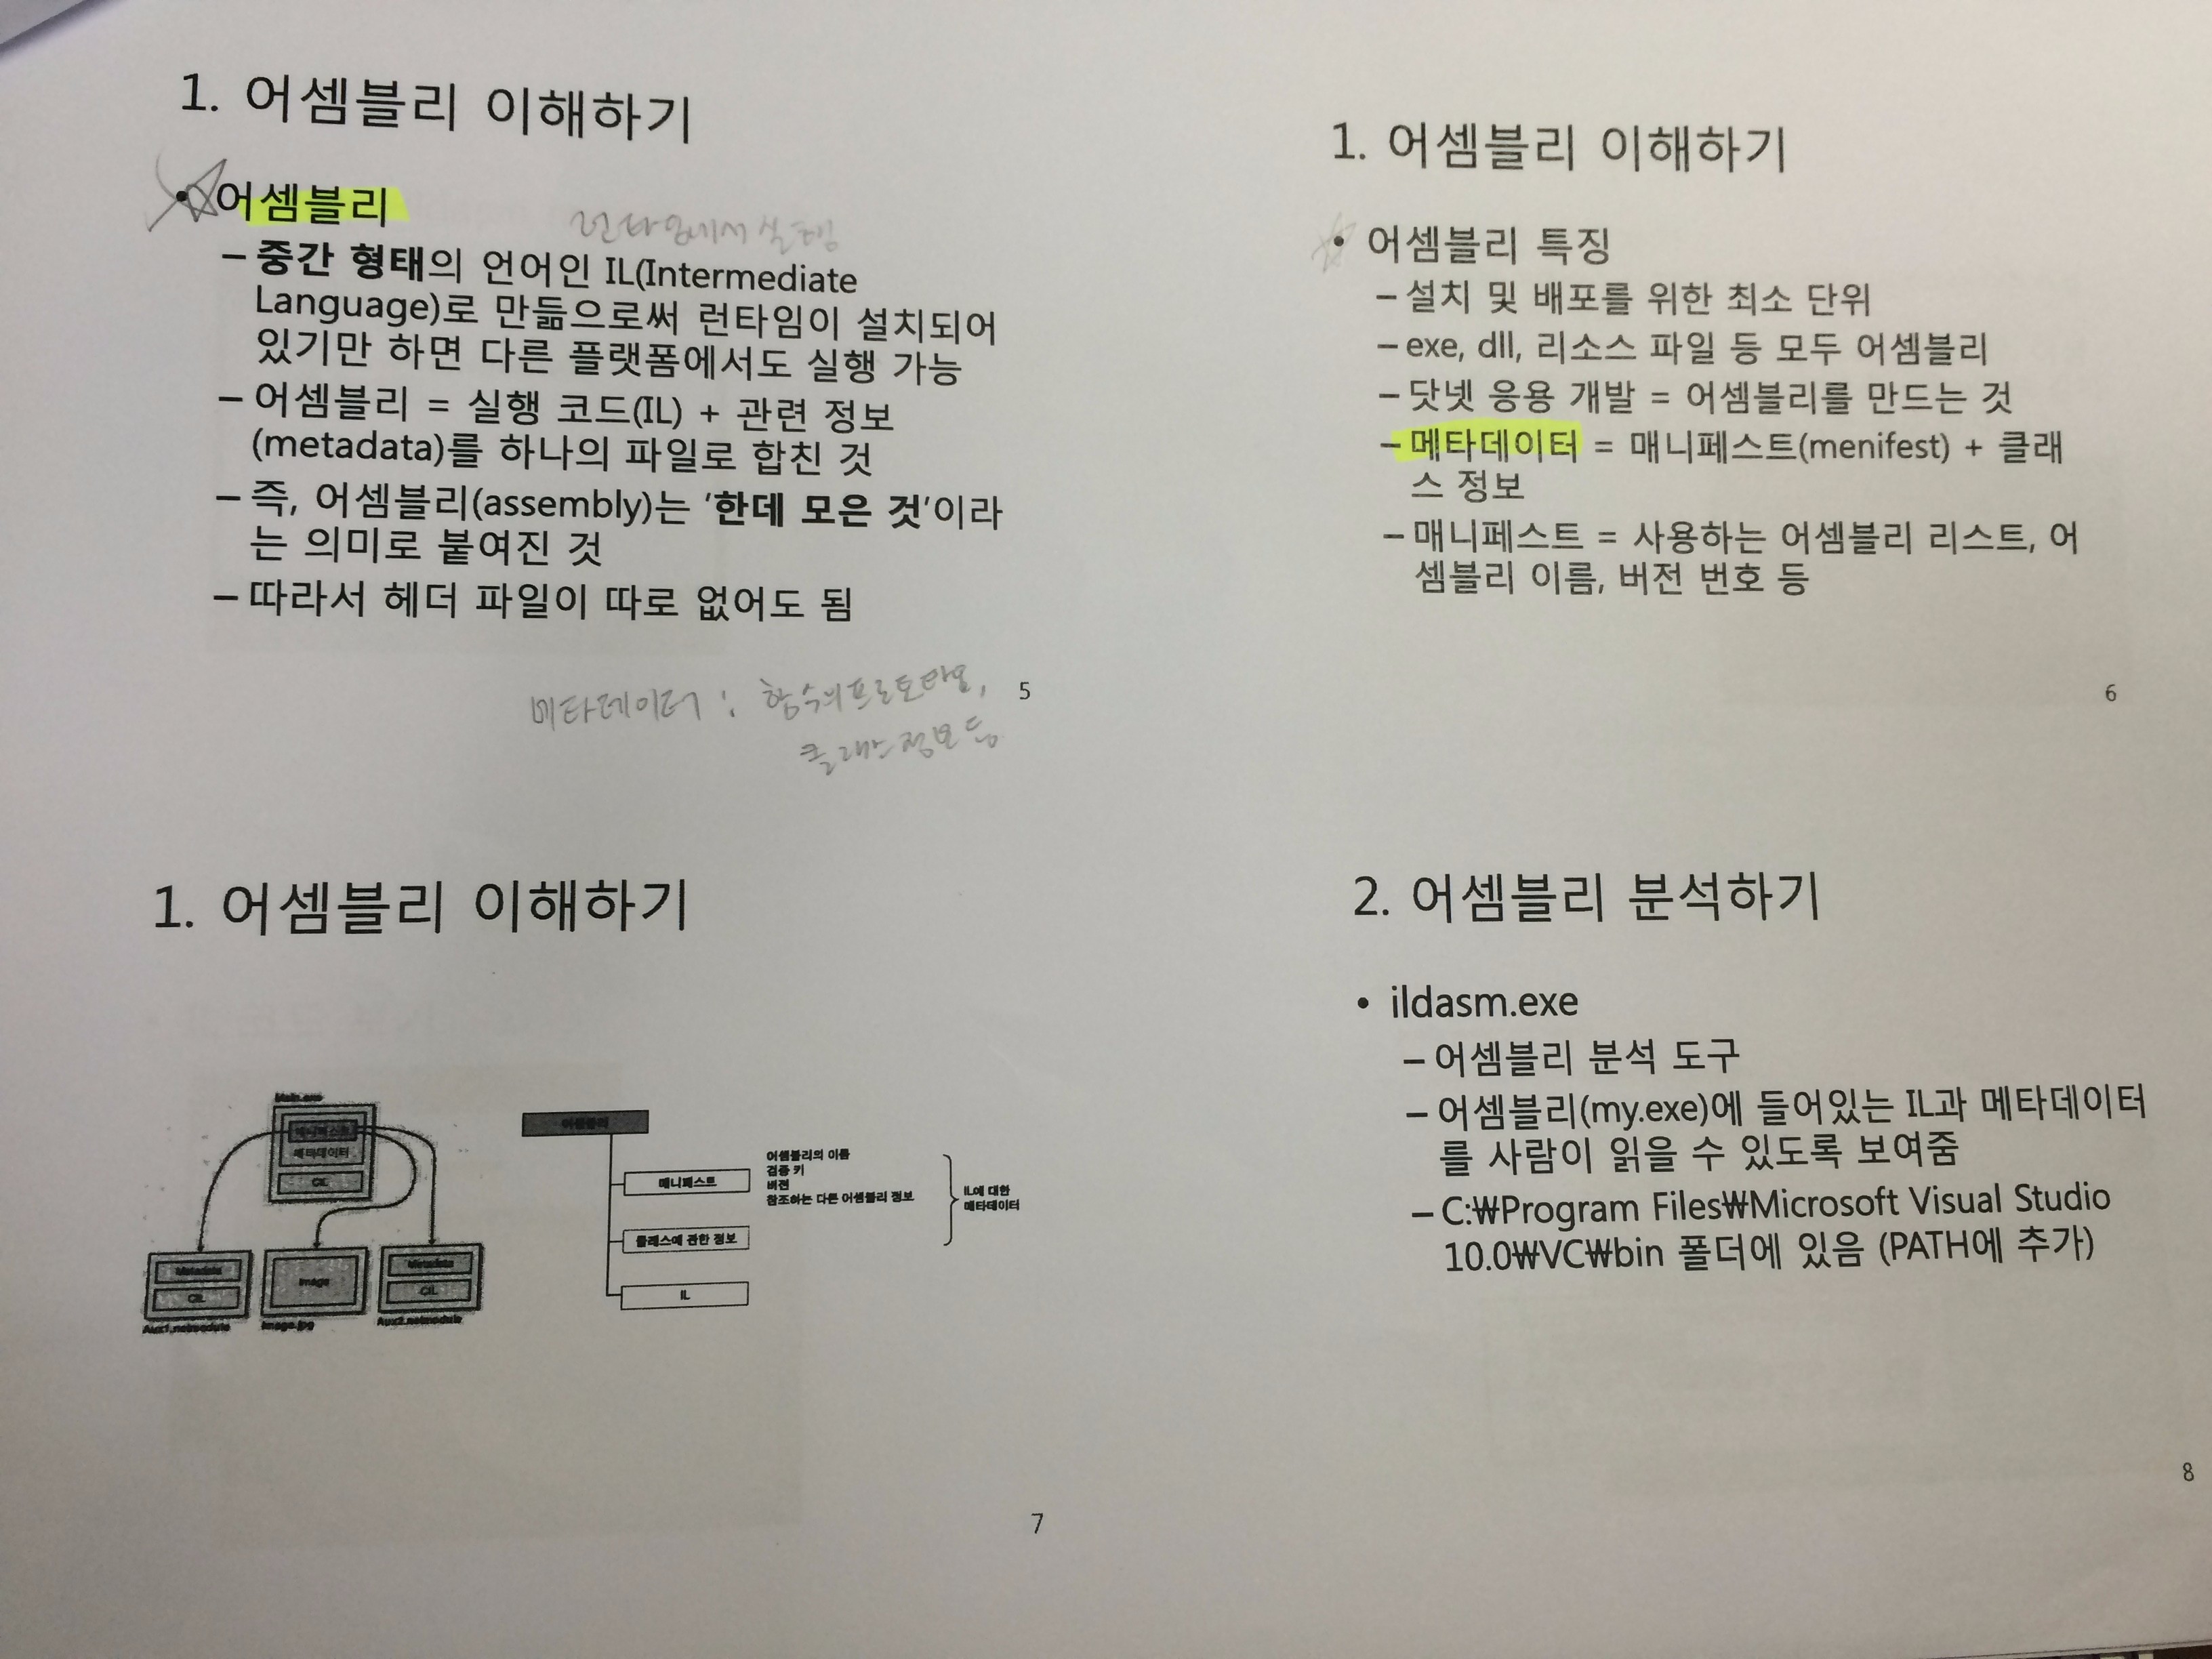 1. 어셈블리 이해하기
• 어셈블리
런타임에서 실행
– 중간 형태의 언어인 IL(Intermediate
Language)로 만듦으로써 런타임이 설치되어
있기만 하면 다른 플랫폼에서도 실행 가능
– 어셈블리 = 실행 코드(IL) + 관련 정보
(metadata)를 하나의 파일로 합친 것
– 즉, 어셈블리(assembly)는 '한데 모은 것'이라
는 의미로 붙여진 것
– 따라서 헤더 파일이 따로 없어도 됨
메타데이터 : 함수의 프로토타입,
클래스 정보 등
5
1. 어셈블리 이해하기
• 어셈블리 특징
– 설치 및 배포를 위한 최소 단위
– exe, dll, 리소스 파일 등 모두 어셈블리
– 닷넷 응용 개발 = 어셈블리를 만드는 것
– 메타데이터 = 매니페스트(menifest) + 클래
스 정보
– 매니페스트 = 사용하는 어셈블리 리스트, 어
셈블리 이름, 버전 번호 등
6
1. 어셈블리 이해하기
Main.exe
매니페스트
메타데이터
CIL
Metadata
CIL
Aux1.netmodule
Image
Image.jpg
Metadata
CIL
Aux2.netmodule
어셈블리
매니페스트
어셈블리의 이름
검증 키
버전
참조하는 다른 어셈블리 정보
클래스에 관한 정보
IL
IL에 대한
메타데이터
7
2. 어셈블리 분석하기
• ildasm.exe
– 어셈블리 분석 도구
– 어셈블리(my.exe)에 들어있는 IL과 메타데이터
를 사람이 읽을 수 있도록 보여줌
– C:₩Program Files₩Microsoft Visual Studio
10.0₩VC₩bin 폴더에 있음 (PATH에 추가)
8